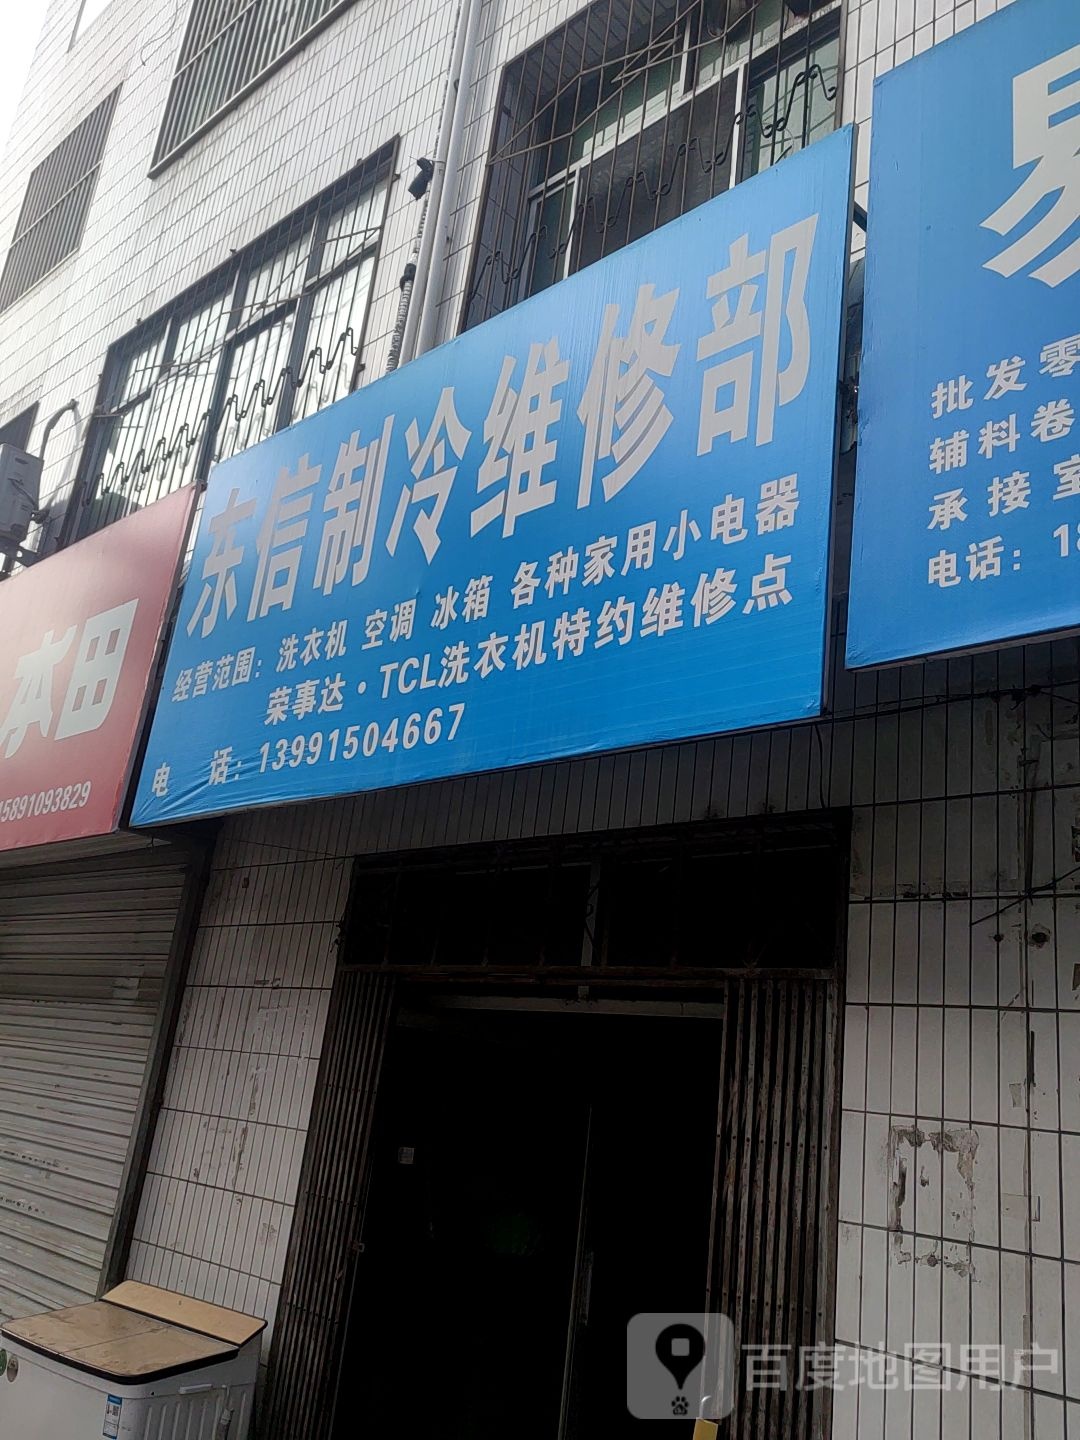 东信制冷维修部
经营范围：洗衣机 空调 冰箱 各种家用小电器
荣事达·TCL洗衣机特约维修点
电 话：13991504667
本田
15891093829
易
批发零
辅料卷
承接室
电话：18
百度地图用户